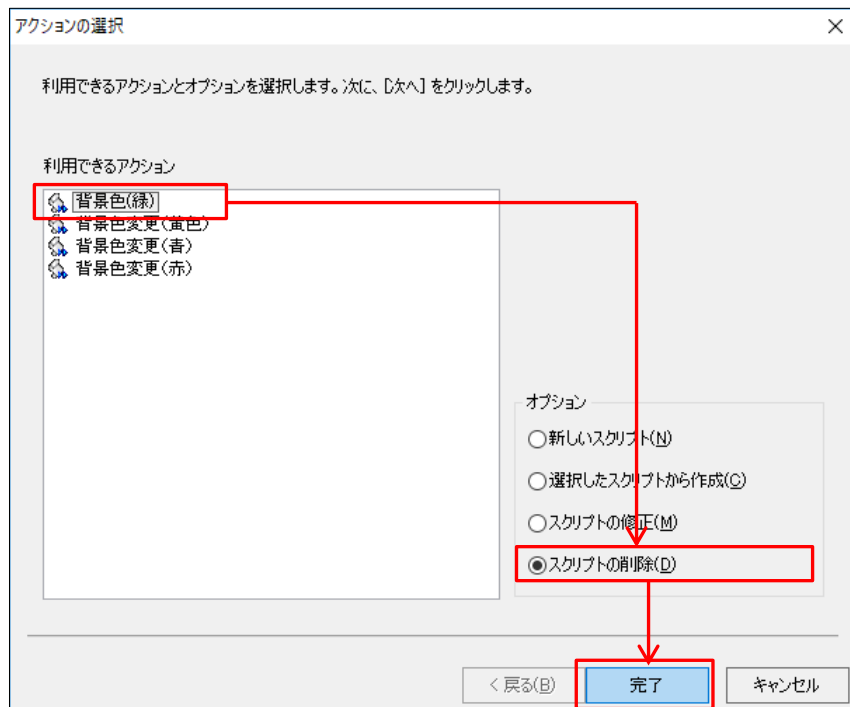 アクションの選択
利用できるアクションとオプションを選択します。次に、[次へ] をクリックします。
利用できるアクション
背景色(緑)
背景色変更(黄色)
背景色変更(青)
背景色変更(赤)
オプション
新しいスクリプト(N)
選択したスクリプトから作成(C)
スクリプトの修正(M)
スクリプトの削除(D)
< 戻る(B)
完了
キャンセル